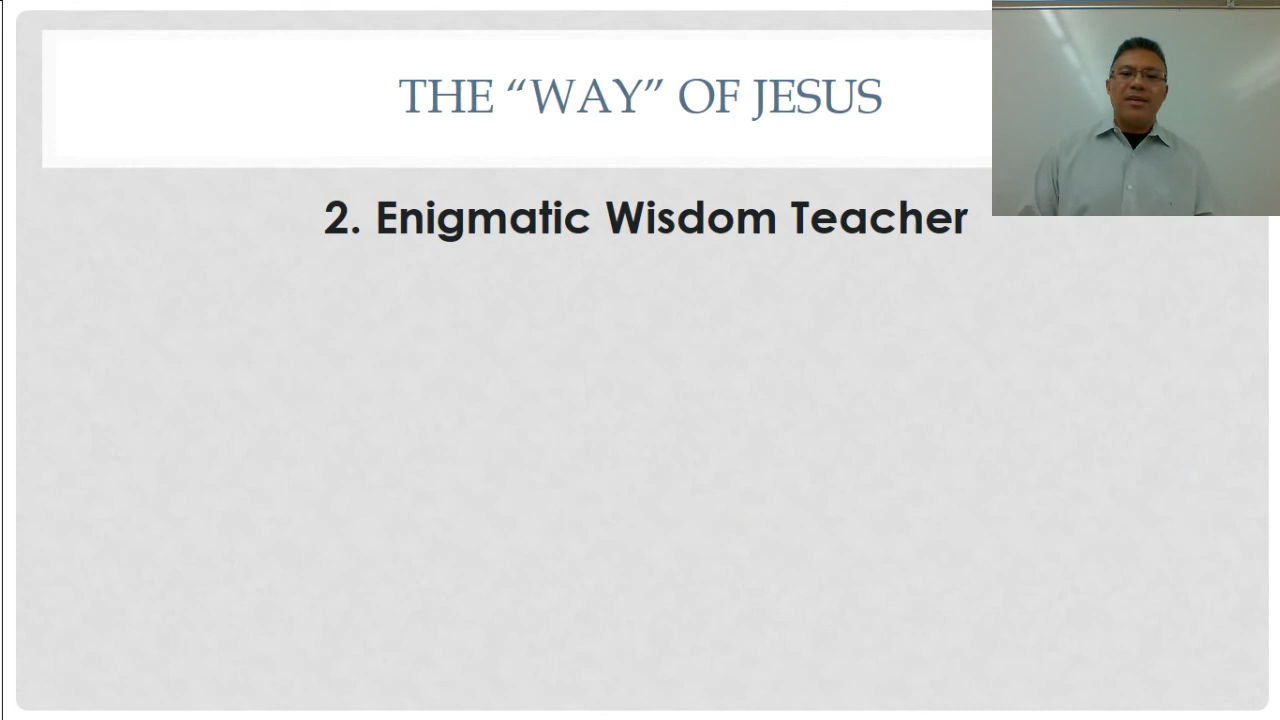 THE “WAY” OF JESUS
2. Enigmatic Wisdom Teacher